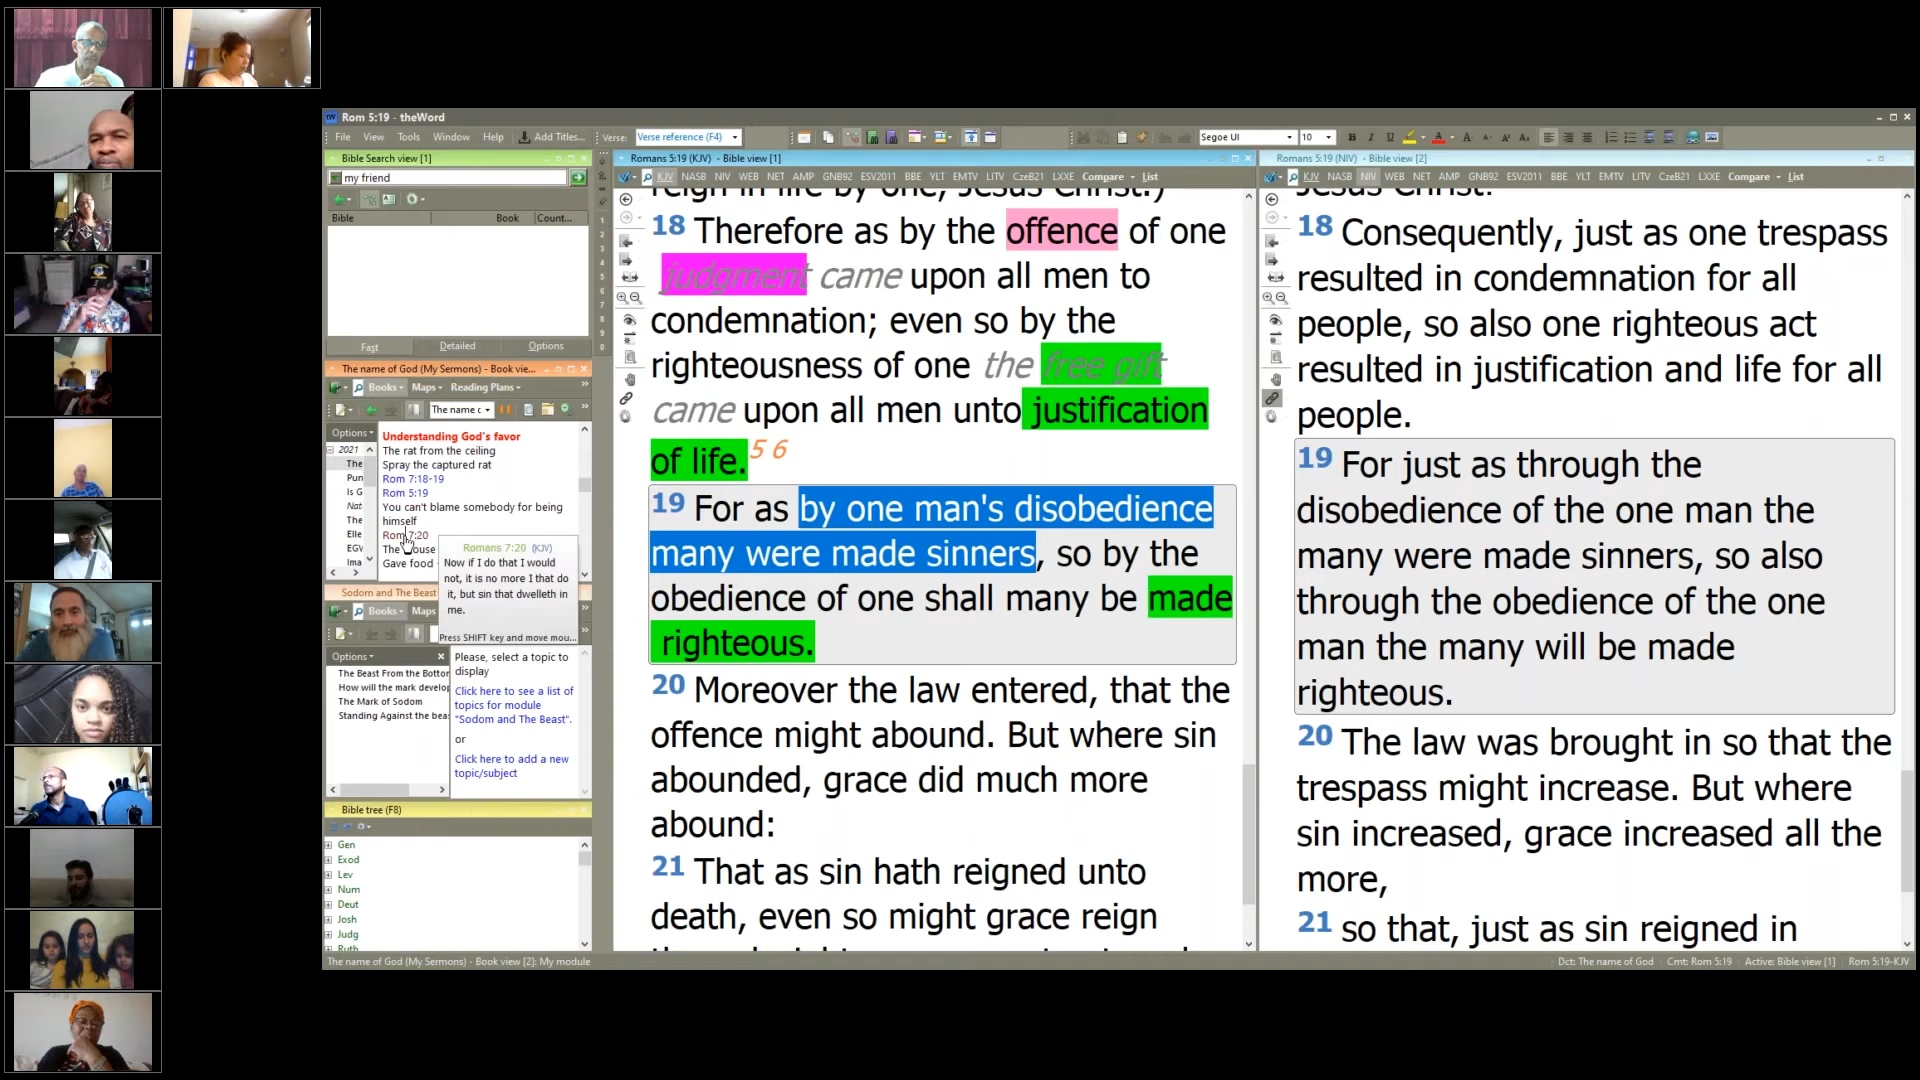 Rom 5:19 - theWord
File View Tools Window Help Add Titles... Verse: Verse reference (F4) Segoe UI 10 B I U
Bible Search view [1]
my friend
Bible Book Count...
Fast Detailed Options
The name of God (My Sermons) - Book vie...
Books Maps Reading Plans
The name c
Options
2021
The
Pun
Is G
Nat
The
Elle
EGV
Ima
Understanding God's favor
The rat from the ceiling
Spray the captured rat
Rom 7:18-19
Rom 5:19
You can't blame somebody for being
himself
Rom 7:20
Gave food
Romans 7:20 (KJV)
Now if I do that I would
not, it is no more I that do
it, but sin that dwelleth in
me.
Press SHIFT key and move mou...
Sodom and The Beast
Books Maps
Options
The Beast From the Bottor
How will the mark develop
The Mark of Sodom
Standing Against the beas
Please, select a topic to
display
Click here to see a list of
topics for module
"Sodom and The Beast".
or
Click here to add a new
topic/subject
Bible tree (F8)
Gen
Exod
Lev
Num
Deut
Josh
Judg
Ruth
Romans 5:19 (KJV) - Bible view [1]
KJV NASB NIV WEB NET AMP GNB92 ESV2011 BBE YLT EMTV LITV CzeB21 LXXE Compare List
reign in life by one, Jesus Christ.)
18 Therefore as by the offence of one
judgment came upon all men to
condemnation; even so by the
righteousness of one the free gift
came upon all men unto justification
of life. 5 6
19 For as by one man's disobedience
many were made sinners, so by the
obedience of one shall many be made
righteous.
20 Moreover the law entered, that the
offence might abound. But where sin
abounded, grace did much more
abound:
21 That as sin hath reigned unto
death, even so might grace reign
Romans 5:19 (NIV) - Bible view [2]
KJV NASB NIV WEB NET AMP GNB92 ESV2011 BBE YLT EMTV LITV CzeB21 LXXE Compare List
Jesus Christ!
18 Consequently, just as one trespass
resulted in condemnation for all
people, so also one righteous act
resulted in justification and life for all
people.
19 For just as through the
disobedience of the one man the
many were made sinners, so also
through the obedience of the one
man the many will be made
righteous.
20 The law was brought in so that the
trespass might increase. But where
sin increased, grace increased all the
more,
21 so that, just as sin reigned in
The name of God (My Sermons) - Book view [2]: My module
Dct: The name of God Cmt: Rom 5:19 Active: Bible view [1] Rom 5:19-KJV